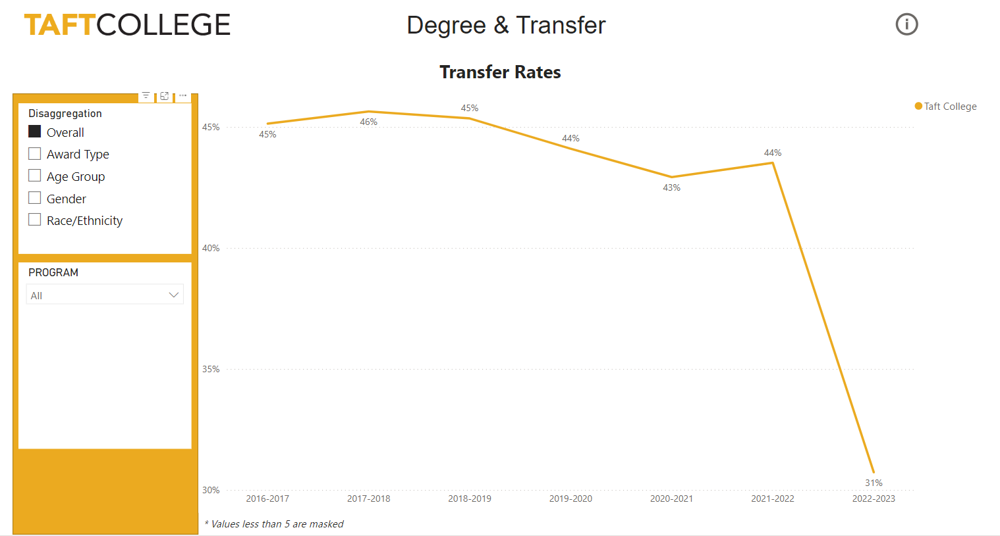 TAFTCOLLEGE
Degree & Transfer
Transfer Rates
Disaggregation
Overall
Award Type
Age Group
Gender
Race/Ethnicity
PROGRAM
All
Taft College
45%
40%
35%
30%
45%
46%
45%
44%
43%
44%
31%
2016-2017
2017-2018
2018-2019
2019-2020
2020-2021
2021-2022
2022-2023
* Values less than 5 are masked